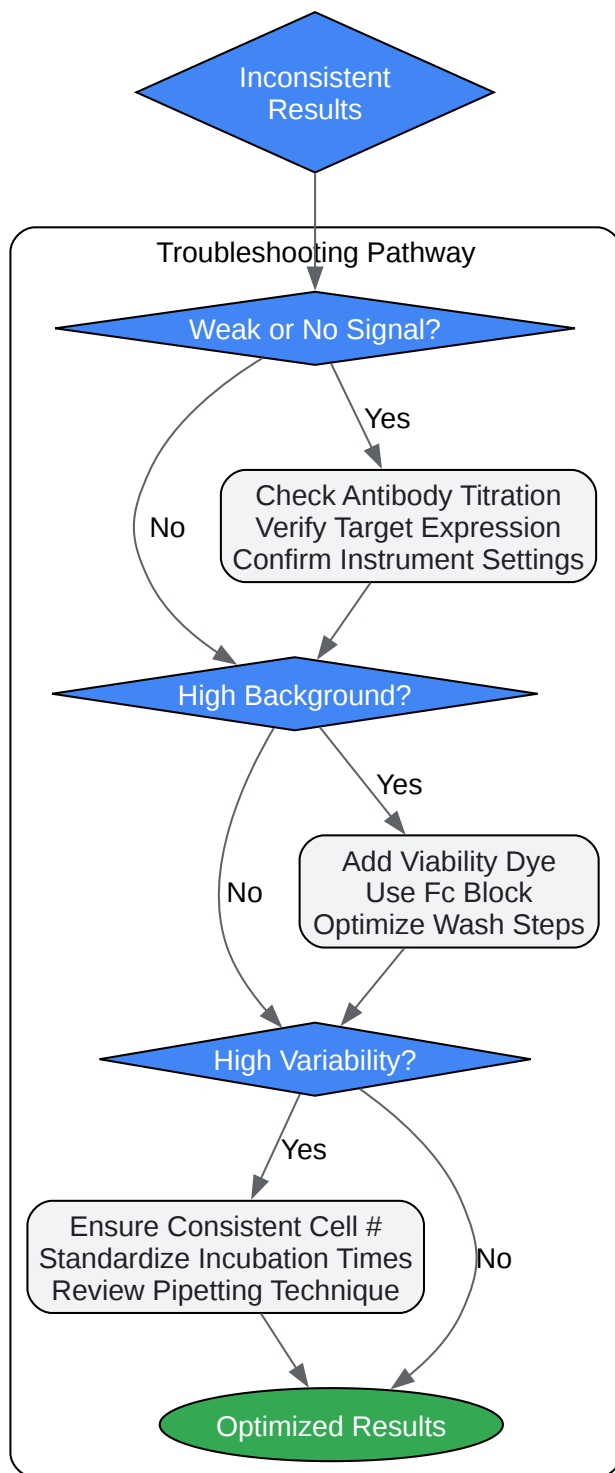 Inconsistent
Results
Troubleshooting Pathway
Weak or No Signal?
Yes
No
Check Antibody Titration
Verify Target Expression
Confirm Instrument Settings
High Background?
Yes
No
Add Viability Dye
Use Fc Block
Optimize Wash Steps
High Variability?
Yes
No
Ensure Consistent Cell #
Standardize Incubation Times
Review Pipetting Technique
Optimized Results